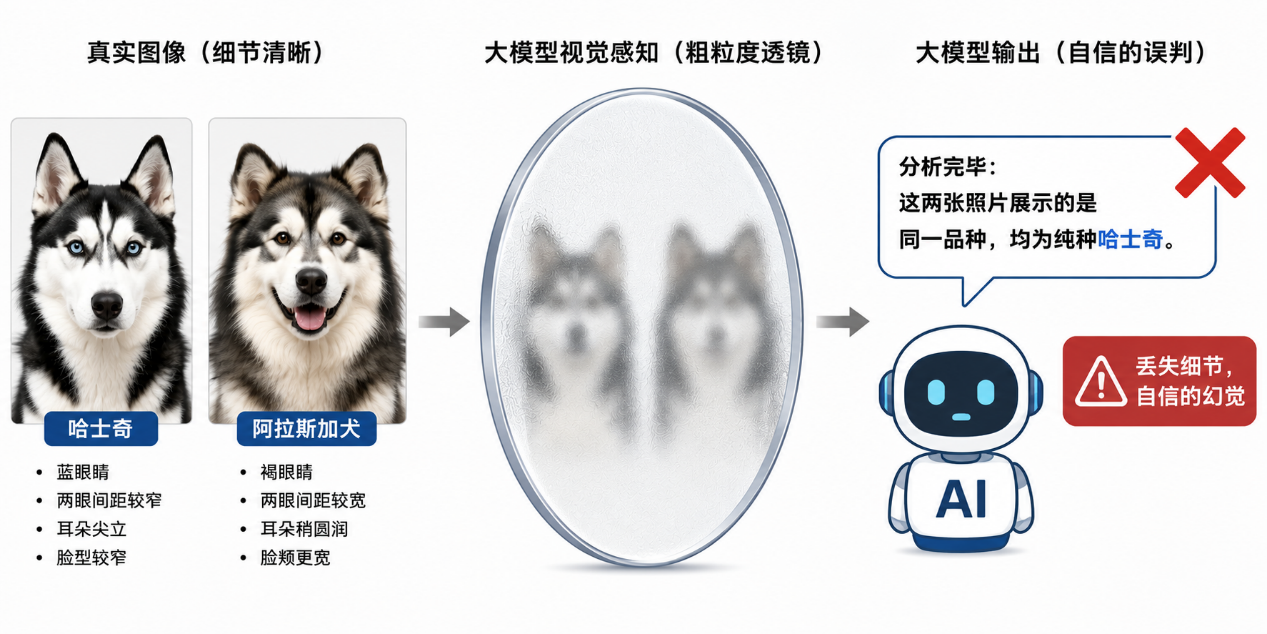 真实图像（细节清晰）
大模型视觉感知（粗粒度透镜）
大模型输出（自信的误判）
哈士奇
• 蓝眼睛
• 两眼间距较窄
• 耳朵尖立
• 脸型较窄
阿拉斯加犬
• 褐眼睛
• 两眼间距较宽
• 耳朵稍圆润
• 脸颊更宽
分析完毕：
这两张照片展示的是
同一品种，均为纯种哈士奇。
丢失细节，
自信的幻觉
AI